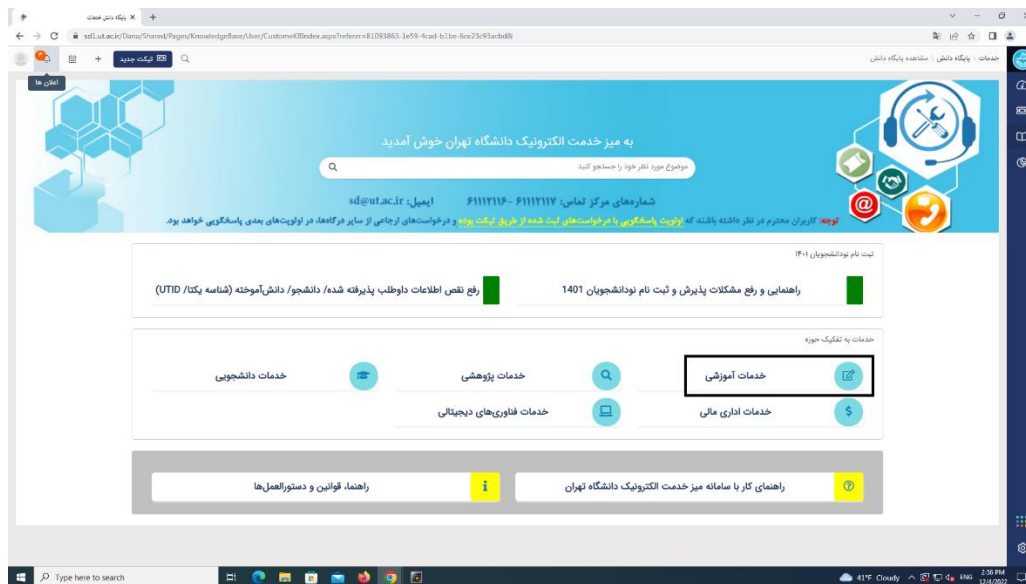 پایگاه دانش خدمات
sd1.ut.ac.ir/Dana/Shared/Pages/KnowledgeBase/User/CustomeKBIndex.aspx?referer=81093863-1e59-4cad-b1be-6ce23c93acbd&
خدمات \ پایگاه دانش \ مشاهده پایگاه دانش
تیکت جدید
اعلان ها
به میز خدمت الکترونیک دانشگاه تهران خوش آمدید
موضوع مورد نظر خود را جستجو کنید
شماره‌های مرکز تماس: ۶۱۱۱۲۱۱۷ -۶۱۱۱۲۱۱۶ ایمیل: sd@ut.ac.ir
توجه: کاربران محترم در نظر داشته باشند که اولویت پاسخگویی با درخواست‌های ثبت شده از طریق تیکت بوده و درخواست‌های ارجاعی از سایر درگاه‌ها، در اولویت‌های بعدی پاسخگویی خواهد بود.
ثبت نام نودانشجویان ۱۴۰۱
راهنمایی و رفع مشکلات پذیرش و ثبت نام نودانشجویان 1401
رفع نقص اطلاعات داوطلب پذیرفته شده/ دانشجو/ دانش‌آموخته (شناسه یکتا/ UTID)
خدمات به تفکیک حوزه
خدمات آموزشی
خدمات پژوهشی
خدمات دانشجویی
خدمات اداری مالی
خدمات فناوری‌های دیجیتالی
راهنمای کار با سامانه میز خدمت الکترونیک دانشگاه تهران
راهنما، قوانین و دستورالعمل‌ها
Type here to search
41°F Cloudy
ENG
2:56 PM
12/4/2022